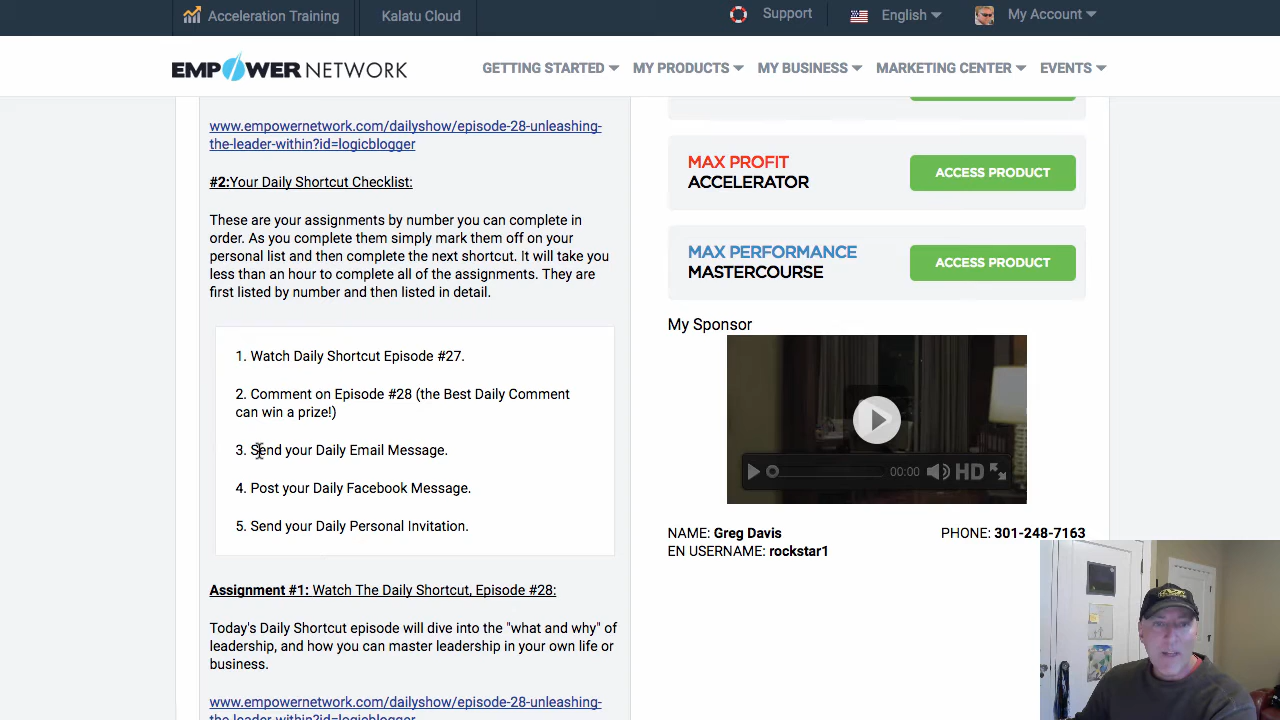 Acceleration Training
Kalatu Cloud
Support
English
My Account
EMPOWER NETWORK
GETTING STARTED
MY PRODUCTS
MY BUSINESS
MARKETING CENTER
EVENTS
www.empowernetwork.com/dailyshow/episode-28-unleashing-
the-leader-within?id=logicblogger
#2:Your Daily Shortcut Checklist:
These are your assignments by number you can complete in
order. As you complete them simply mark them off on your
personal list and then complete the next shortcut. It will take you
less than an hour to complete all of the assignments. They are
first listed by number and then listed in detail.
1. Watch Daily Shortcut Episode #27.
2. Comment on Episode #28 (the Best Daily Comment
can win a prize!)
3. Send your Daily Email Message.
4. Post your Daily Facebook Message.
5. Send your Daily Personal Invitation.
Assignment #1: Watch The Daily Shortcut, Episode #28:
Today's Daily Shortcut episode will dive into the "what and why" of
leadership, and how you can master leadership in your own life or
business.
www.empowernetwork.com/dailyshow/episode-28-unleashing-
the-leader-within?id=logicblogger
MAX PROFIT
ACCELERATOR
ACCESS PRODUCT
MAX PERFORMANCE
MASTERCOURSE
ACCESS PRODUCT
My Sponsor
00:00
HD
NAME: Greg Davis
PHONE: 301-248-7163
EN USERNAME: rockstar1